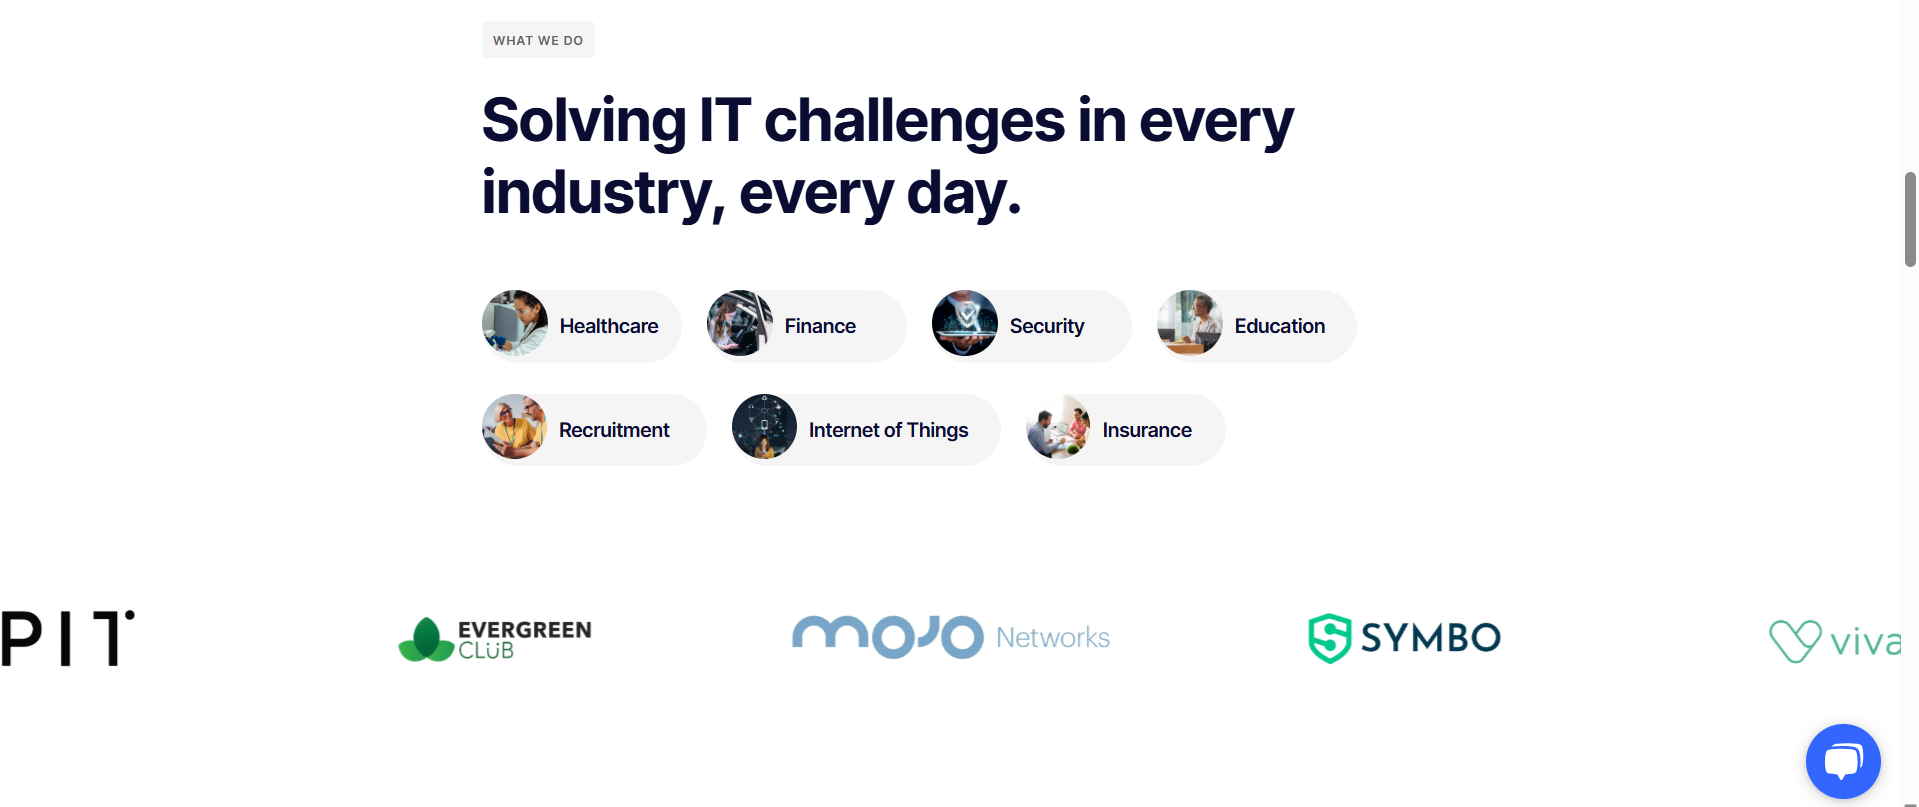 WHAT WE DO
Solving IT challenges in every
industry, every day.
Healthcare
Finance
Security
Education
Recruitment
Internet of Things
Insurance
PIT
EVERGREEN
CLUB
mojo Networks
SYMBO
viva